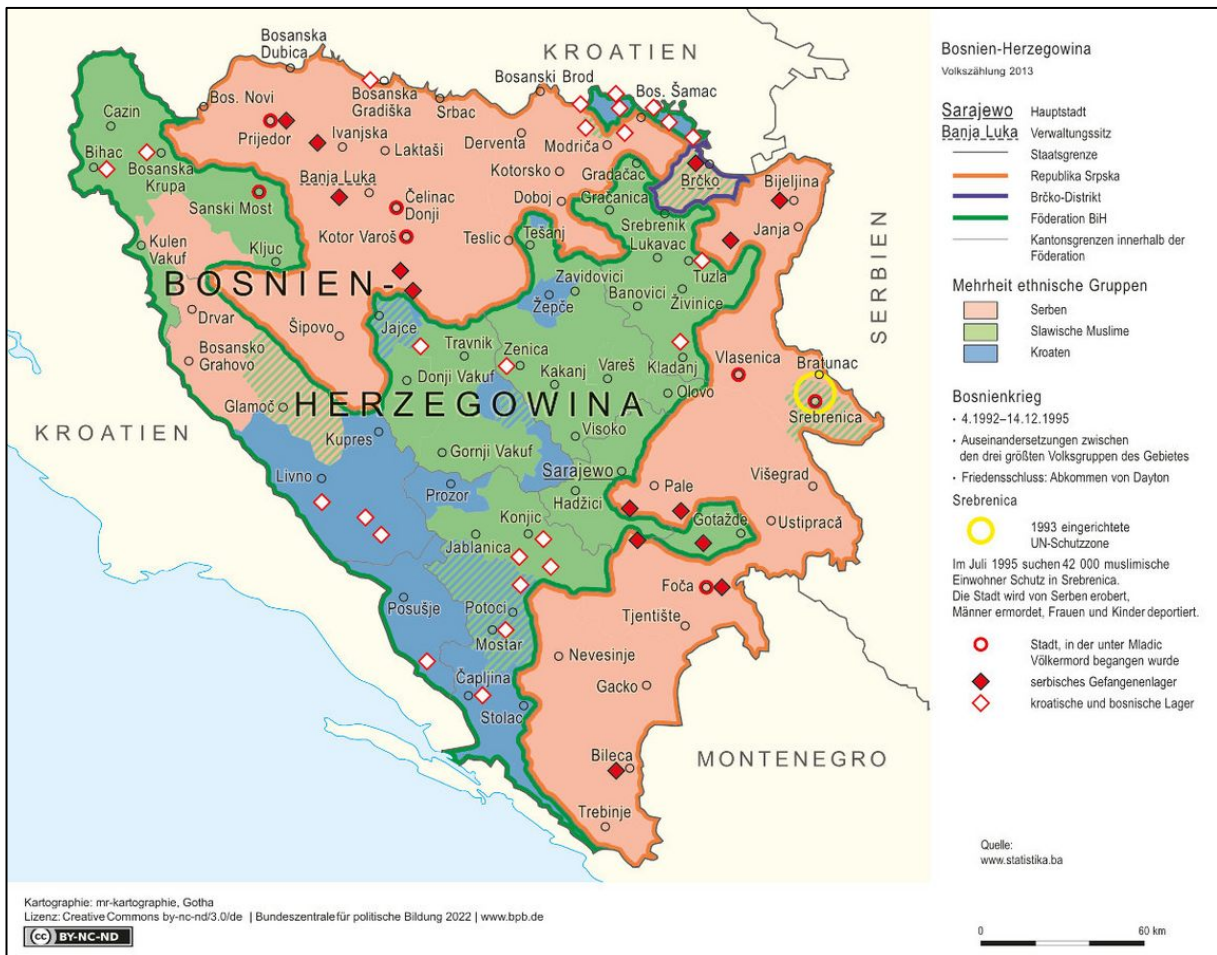 KROATIEN
Bosanska
Dubica
Bosanski Brod
Bos. Šamac
Bosanska
Gradiška
Srbac
Bos. Novi
Cazin
Prijedor
Ivanjska
Laktaši
Derventa
Modriča
Bihac
Bosanska
Krupa
Banja Luka
Kotorsko
Gradačac
Brčko
Bijeljina
Sanski Most
Čelinac
Donji
Doboj
Gračanica
Janja
Kotor Varoš
Teslic
Tešanj
Srebrenik
Lukavac
Kulen
Vakuf
Kljuc
Tuzla
BOSNIEN-
Zavidovici
Banovici
Živinice
Žepče
SERBIEN
Drvar
Šipovo
Jajce
Travnik
Zenica
Vareš
Kladanj
Vlasenica
Bratunac
Bosansko
Grahovo
Donji Vakuf
Kakanj
Olovo
Srebrenica
Glamoč
HERZEGOWINA
KROATIEN
Kupres
Visoko
Gornji Vakuf
Livno
Sarajewo
Prozor
Hadžići
Pale
Višegrad
Konjic
Gotažde
Ustipracă
Jablanica
Foča
Posušje
Potoci
Tjentište
Mostar
Nevesinje
Čapljina
Gacko
Stolac
MONTENEGRO
Bileca
Trebinje
Bosnien-Herzegowina
Volkszählung 2013
Sarajewo Hauptstadt
Banja Luka Verwaltungssitz
Staatsgrenze
Republika Srpska
Brčko-Distrikt
Föderation BiH
Kantonsgrenzen innerhalb der
Föderation
Mehrheit ethnische Gruppen
Serben
Slawische Muslime
Kroaten
Bosnienkrieg
• 4.1992–14.12.1995
• Auseinandersetzungen zwischen
den drei größten Volksgruppen des Gebietes
• Friedensschluss: Abkommen von Dayton
Srebrenica
1993 eingerichtete
UN-Schutzzone
Im Juli 1995 suchen 42 000 muslimische
Einwohner Schutz in Srebrenica.
Die Stadt wird von Serben erobert,
Männer ermordet, Frauen und Kinder deportiert.
Stadt, in der unter Mladic
Völkermord begangen wurde
serbisches Gefangenenlager
kroatische und bosnische Lager
Quelle:
www.statistika.ba
Kartographie: mr-kartographie, Gotha
Lizenz: Creative Commons by-nc-nd/3.0/de | Bundeszentrale für politische Bildung 2022 | www.bpb.de
cc BY-NC-ND
0 60 km